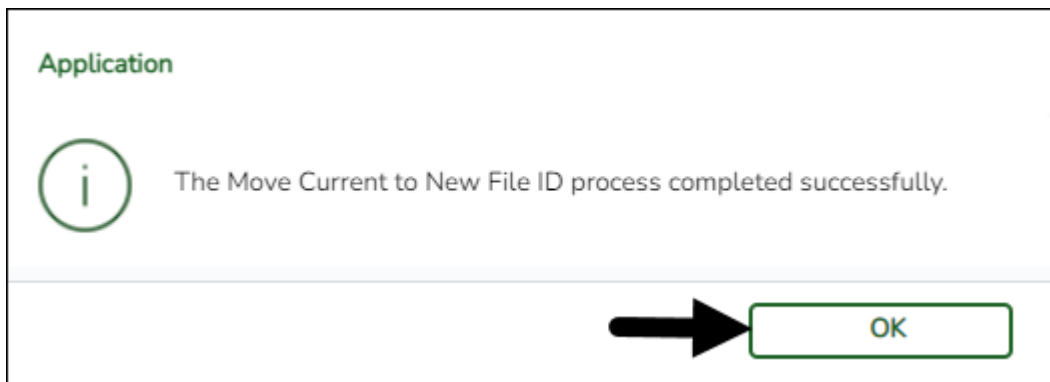 Application
i
The Move Current to New File ID process completed successfully.
OK